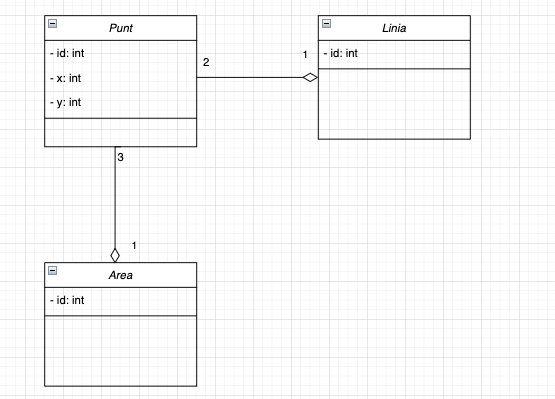 Punt
- id: int
- x: int
- y: int
2
1
Linia
- id: int
3
1
Area
- id: int